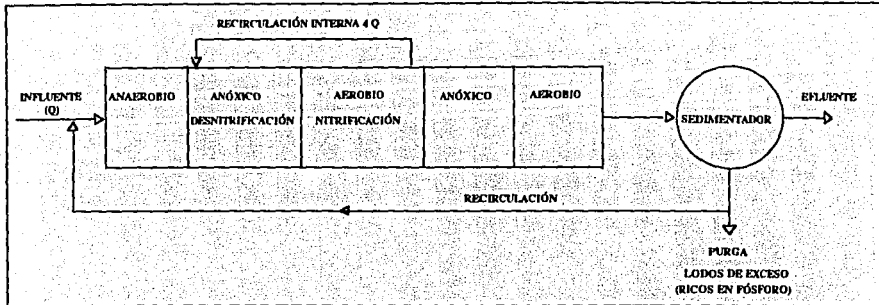 RECIRCULACIÓN INTERNA 4 Q
INFLUENTE
(Q)
ANAEROBIO
ANÓXICO
DESNITRIFICACIÓN
AEROBIO
NITRIFICACIÓN
ANÓXICO
AEROBIO
SEDIMENTADOR
EFLUENTE
RECIRCULACIÓN
PURGA
LODOS DE EXCESO
(RICOS EN FÓSFORO)